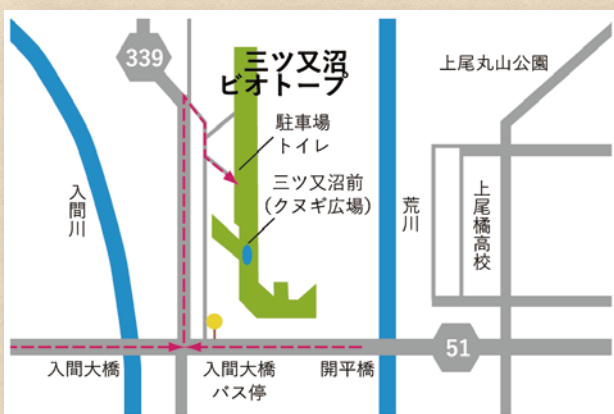 339
三ツ又沼
ビオトープ
上尾丸山公園
駐車場
トイレ
三ツ又沼前
(クヌギ広場)
入間川
荒川
上尾橘高校
51
入間大橋
入間大橋
バス停
開平橋